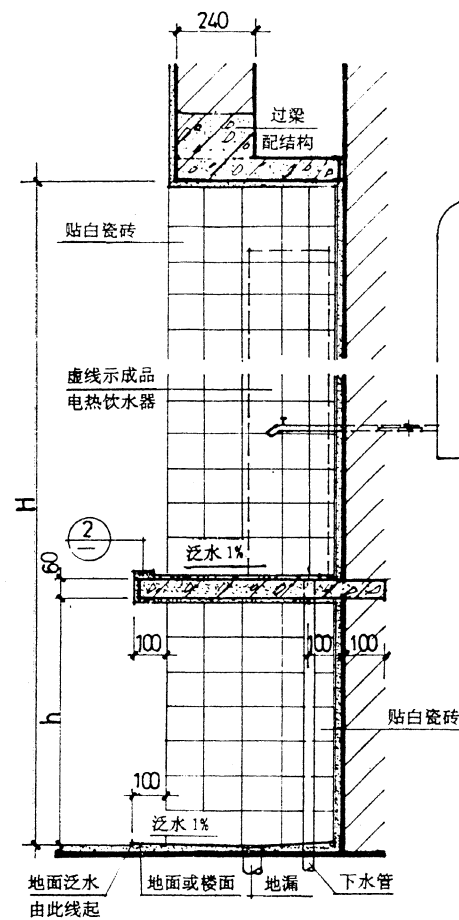 240
过梁
配结构
贴白瓷砖
虚线示成品
电热饮水器
H
2
—
60
泛水1%
100
100
100
h
贴白瓷砖
100
泛水1%
地面泛水
由此线起
地面或楼面
地漏
下水管